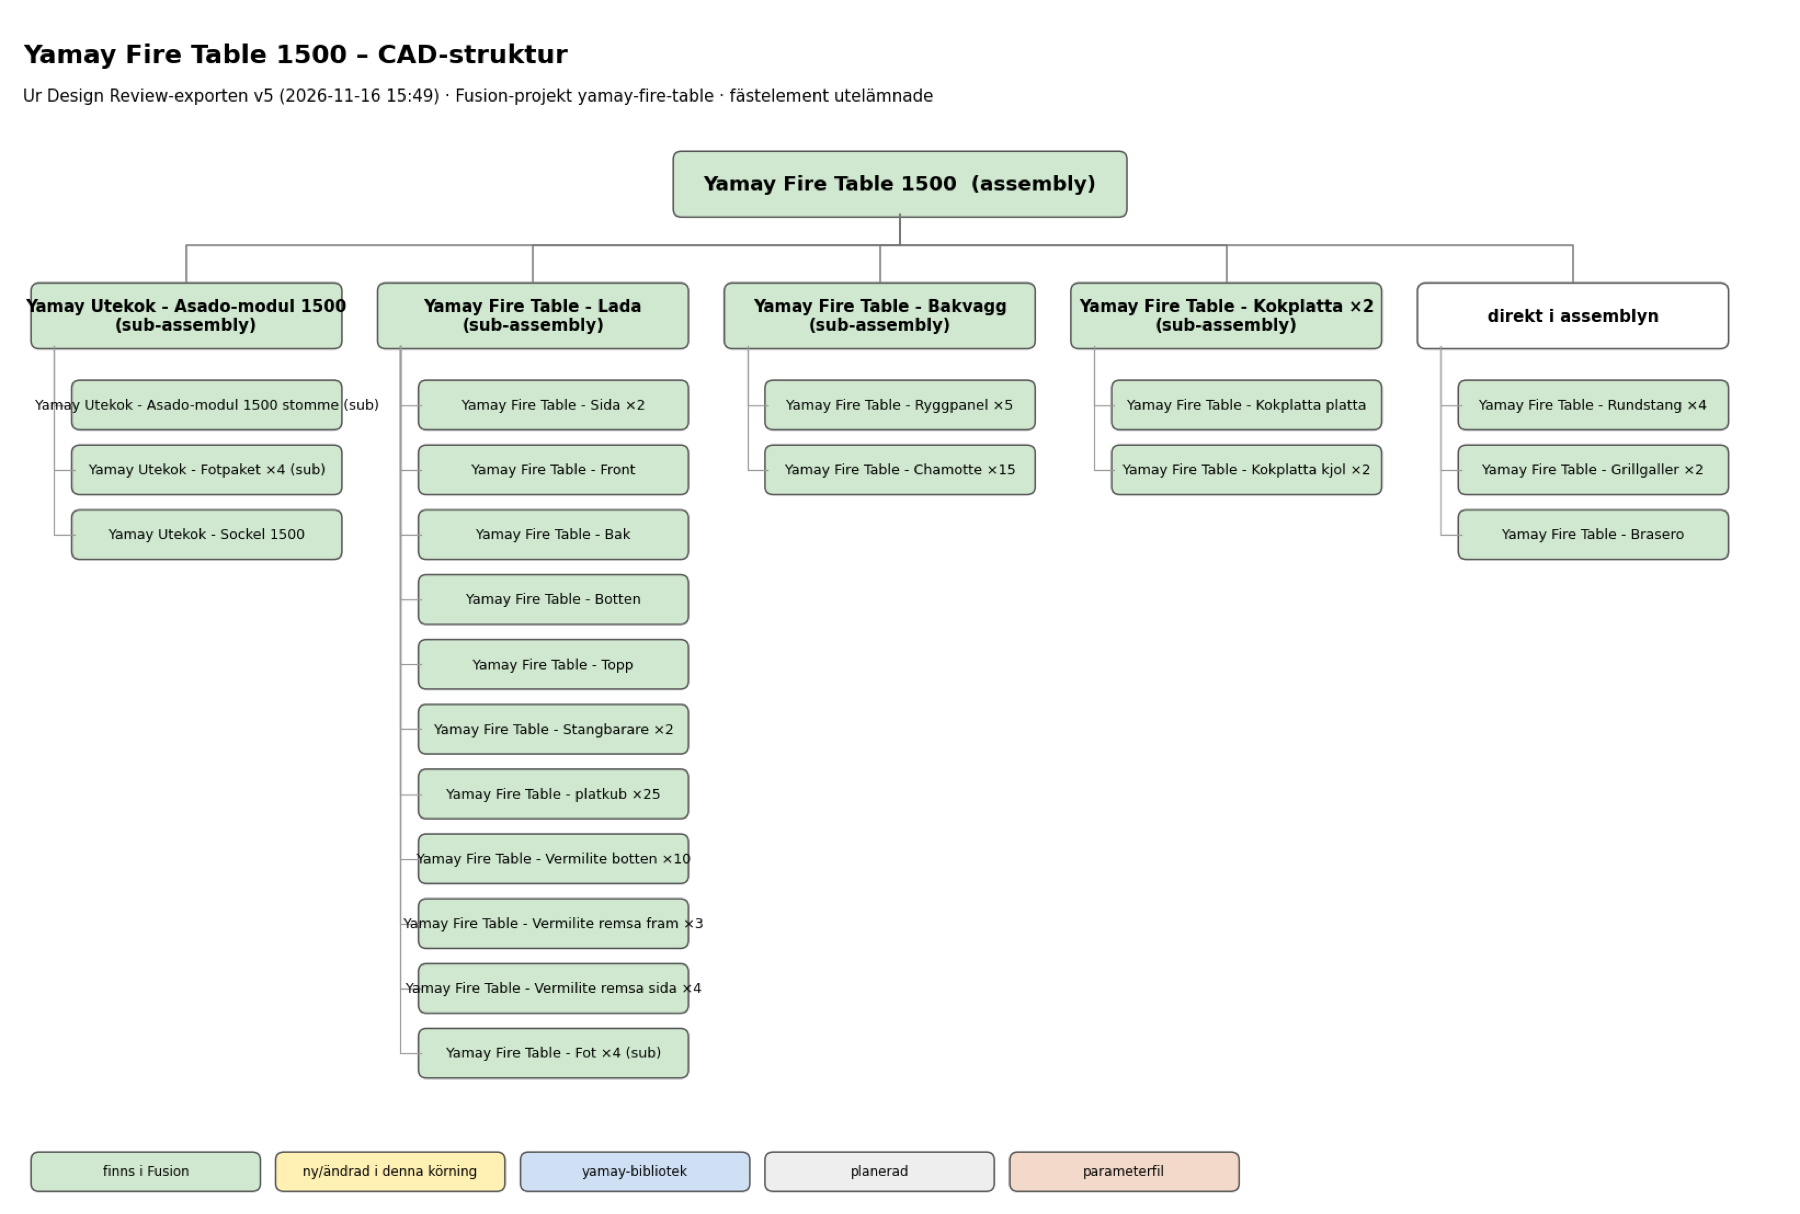 Yamay Fire Table 1500 – CAD-struktur
Ur Design Review-exporten v5 (2026-11-16 15:49) · Fusion-projekt yamay-fire-table · fästelement utelämnade
Yamay Fire Table 1500  (assembly)
Yamay Utekok - Asado-modul 1500
(sub-assembly)
Yamay Utekok - Asado-modul 1500 stomme (sub)
Yamay Utekok - Fotpaket ×4 (sub)
Yamay Utekok - Sockel 1500
Yamay Fire Table - Lada
(sub-assembly)
Yamay Fire Table - Sida ×2
Yamay Fire Table - Front
Yamay Fire Table - Bak
Yamay Fire Table - Botten
Yamay Fire Table - Topp
Yamay Fire Table - Stangbarare ×2
Yamay Fire Table - platkub ×25
Yamay Fire Table - Vermilite botten ×10
Yamay Fire Table - Vermilite remsa fram ×3
Yamay Fire Table - Vermilite remsa sida ×4
Yamay Fire Table - Fot ×4 (sub)
Yamay Fire Table - Bakvagg
(sub-assembly)
Yamay Fire Table - Ryggpanel ×5
Yamay Fire Table - Chamotte ×15
Yamay Fire Table - Kokplatta ×2
(sub-assembly)
Yamay Fire Table - Kokplatta platta
Yamay Fire Table - Kokplatta kjol ×2
direkt i assemblyn
Yamay Fire Table - Rundstang ×4
Yamay Fire Table - Grillgaller ×2
Yamay Fire Table - Brasero
finns i Fusion
ny/ändrad i denna körning
yamay-bibliotek
planerad
parameterfil